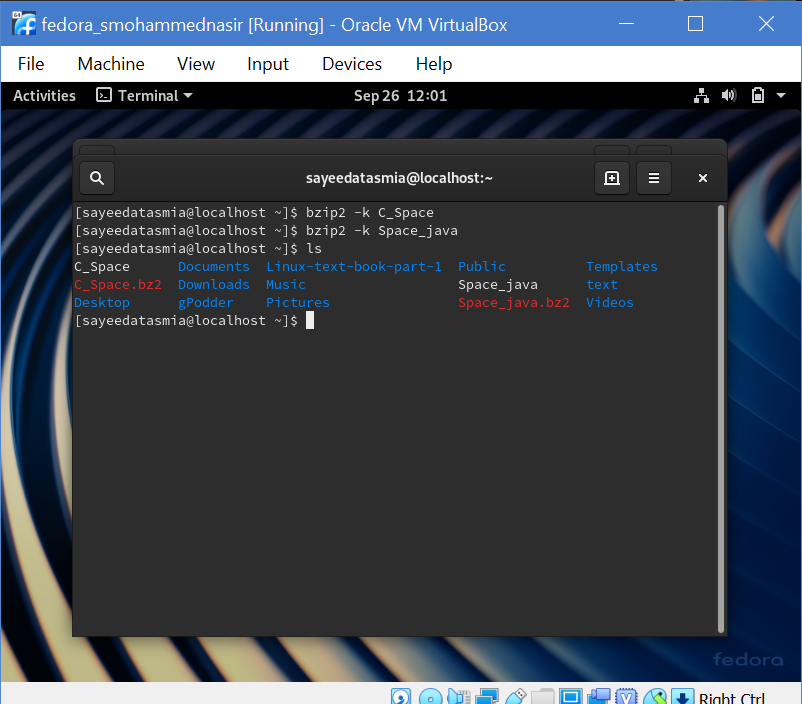 fedora_smohammednasir [Running] - Oracle VM VirtualBox
File Machine View Input Devices Help
Activities Terminal Sep 26 12:01
sayeedatasmia@localhost:~
[sayeedatasmia@localhost ~]$ bzip2 -k C_Space
[sayeedatasmia@localhost ~]$ bzip2 -k Space_java
[sayeedatasmia@localhost ~]$ ls
C_Space Documents Linux-text-book-part-1 Public Templates
C_Space.bz2 Downloads Music Space_java text
Desktop gPodder Pictures Space_java.bz2 Videos
[sayeedatasmia@localhost ~]$
fedora
Right Ctrl